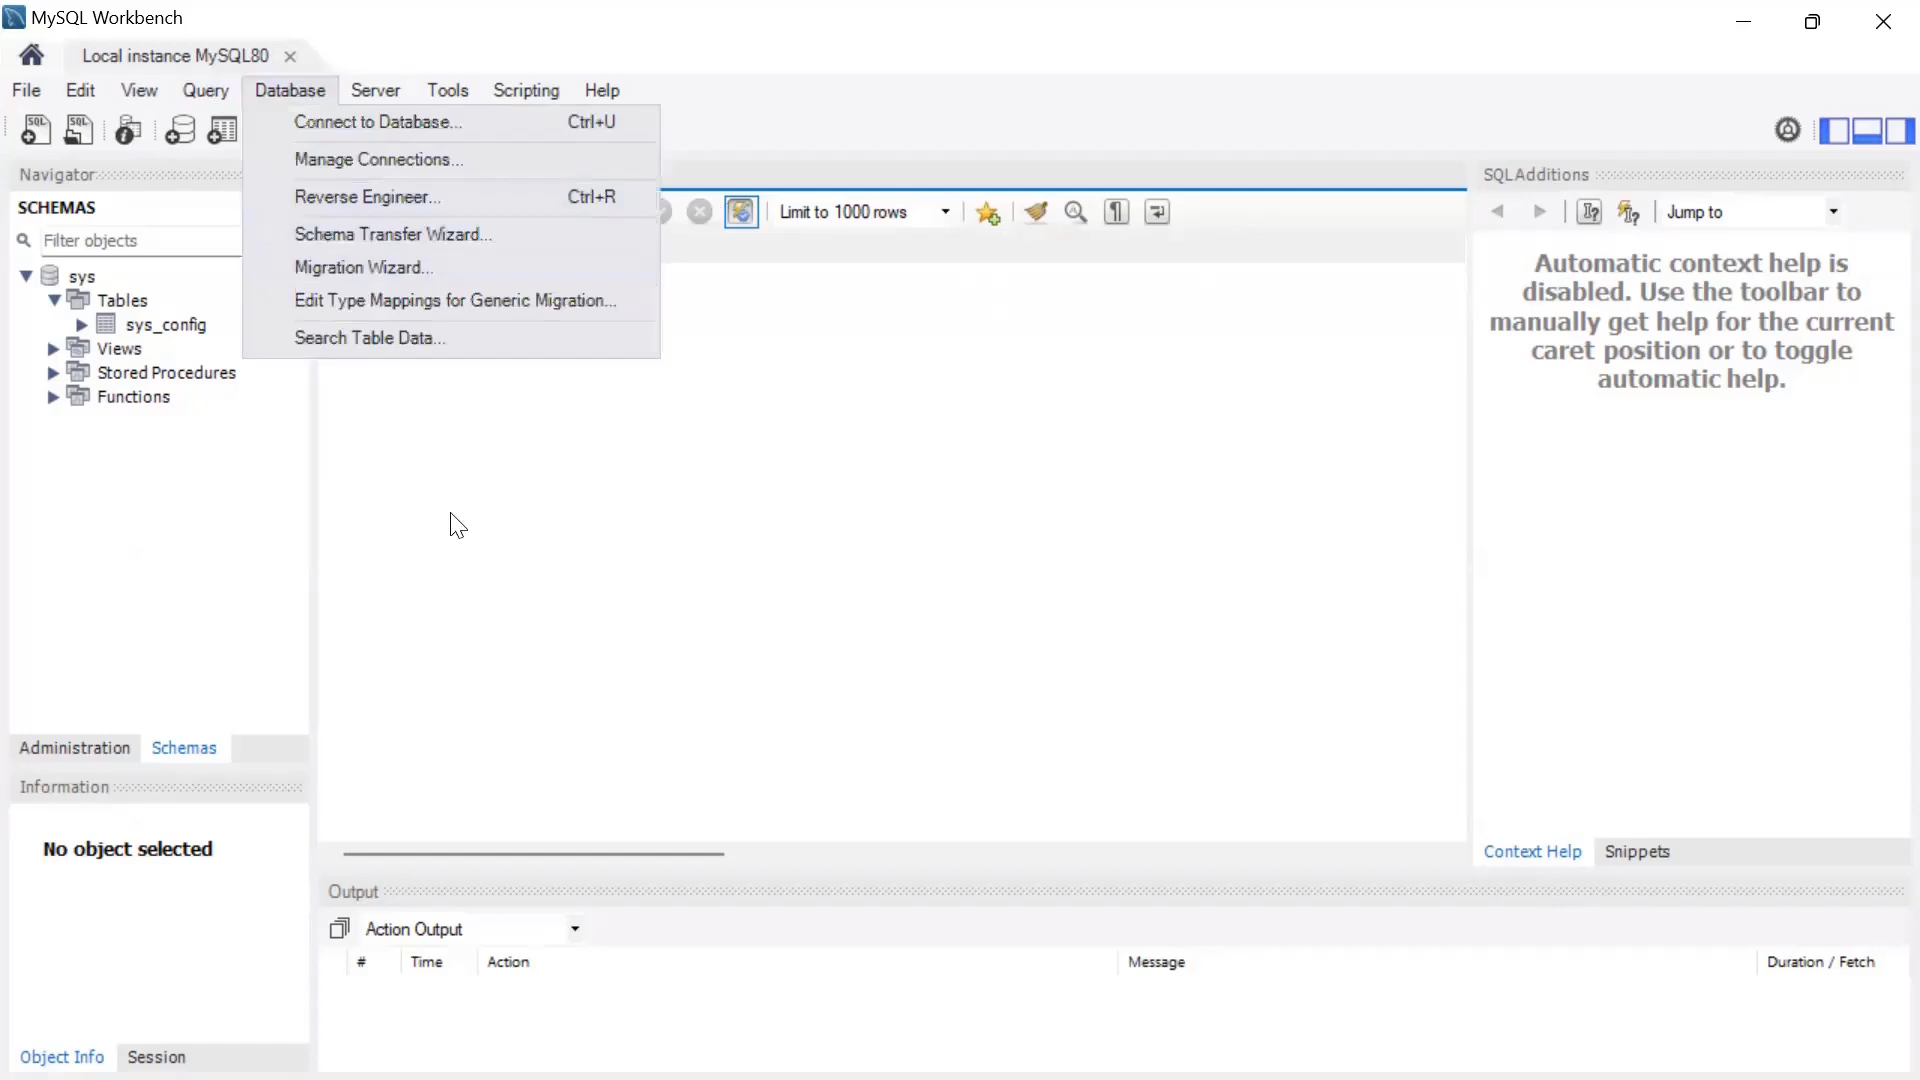 MySQL Workbench
Local instance MySQL80
File Edit View Query Database Server Tools Scripting Help
Connect to Database... Ctrl+U
Manage Connections...
Reverse Engineer... Ctrl+R
Schema Transfer Wizard...
Migration Wizard...
Edit Type Mappings for Generic Migration...
Search Table Data...
SQL SQL
Navigator
SCHEMAS
Filter objects
sys
Tables
sys_config
Views
Stored Procedures
Functions
Administration Schemas
Information
No object selected
Object Info Session
Limit to 1000 rows
SQLAdditions
Jump to
Automatic context help is
disabled. Use the toolbar to
manually get help for the current
caret position or to toggle
automatic help.
Context Help Snippets
Output
Action Output
# Time Action Message Duration / Fetch